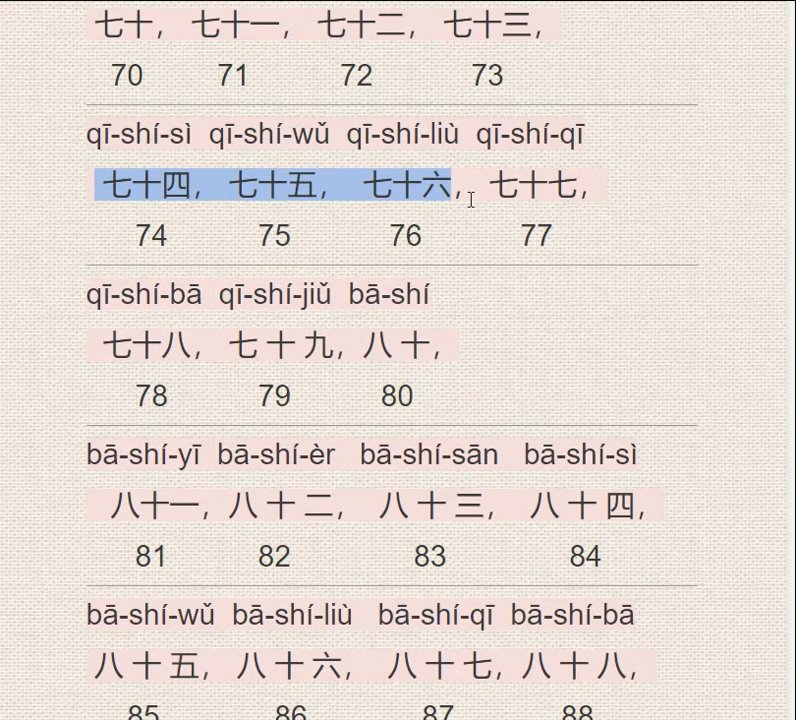 七十， 七十一， 七十二， 七十三，
70 71 72 73
qī-shí-sì qī-shí-wǔ qī-shí-liù qī-shí-qī
七十四， 七十五， 七十六， 七十七，
74 75 76 77
qī-shí-bā qī-shí-jiǔ bā-shí
七十八， 七 十 九， 八 十，
78 79 80
bā-shí-yī bā-shí-èr bā-shí-sān bā-shí-sì
八十一， 八 十 二， 八 十 三， 八 十 四，
81 82 83 84
bā-shí-wǔ bā-shí-liù bā-shí-qī bā-shí-bā
八 十 五， 八 十 六， 八 十 七， 八 十 八，
85 86 87 88